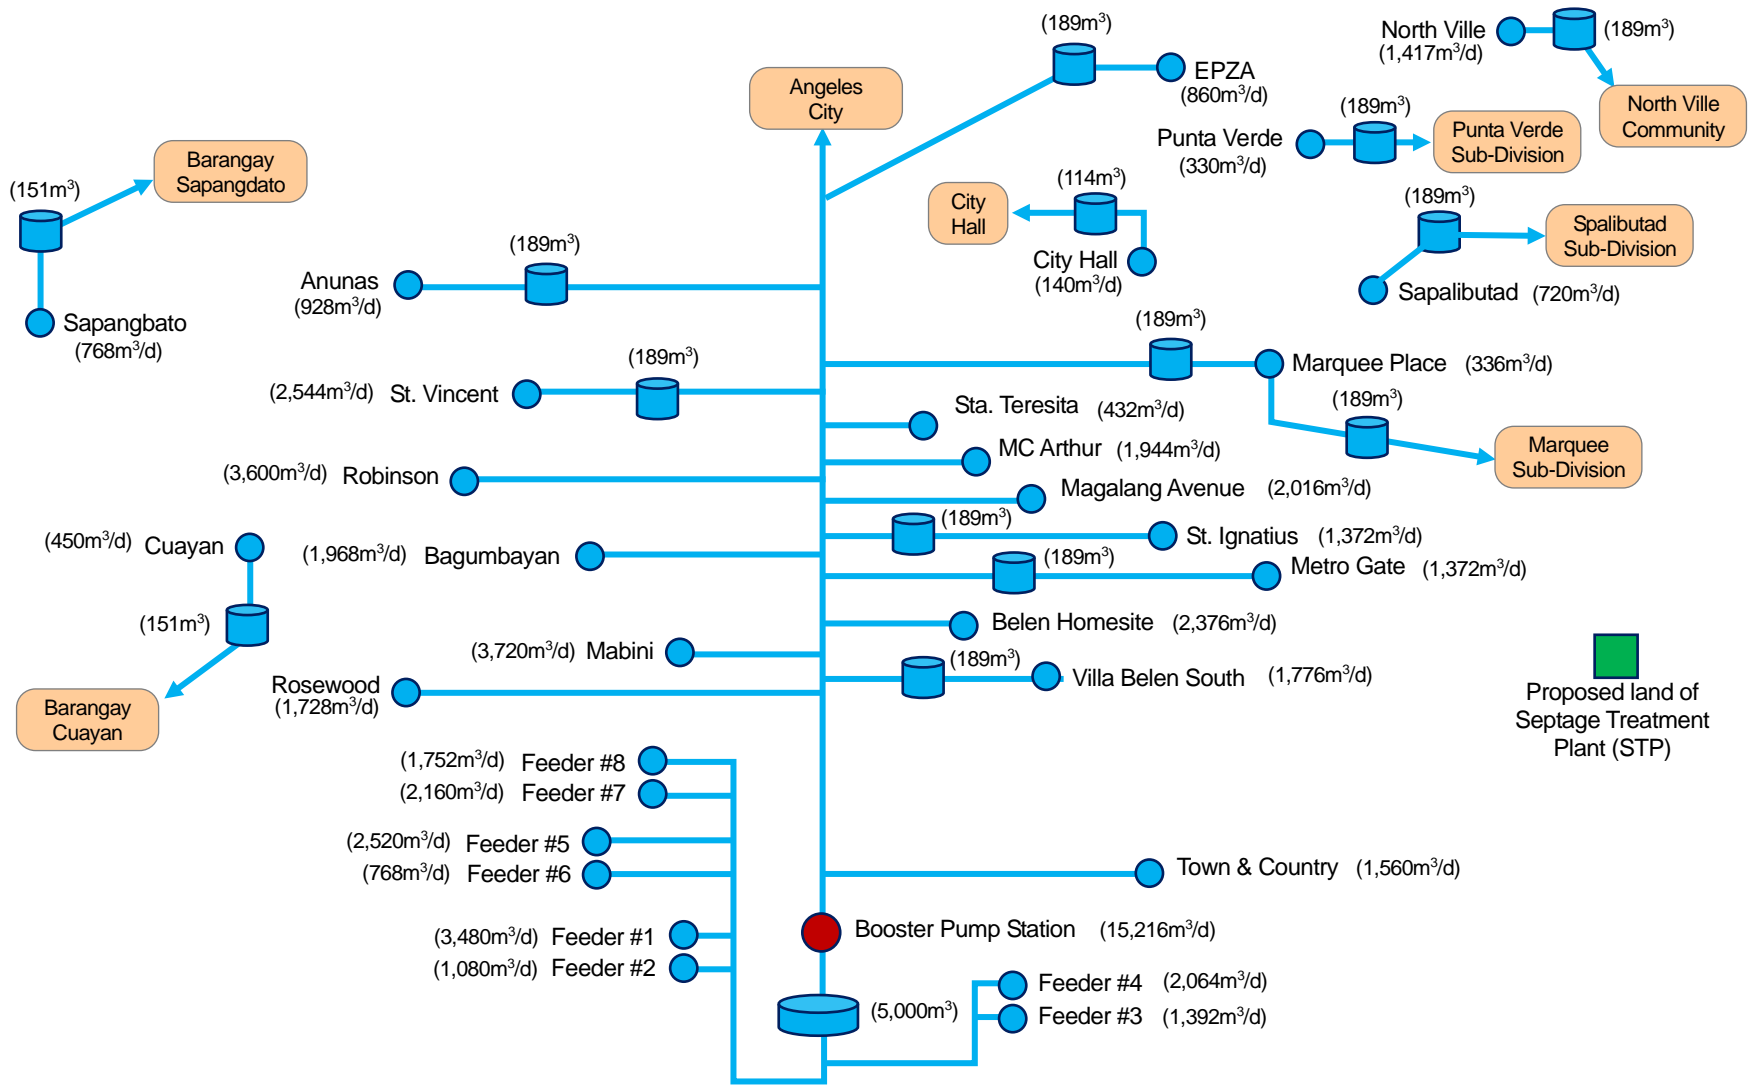 (189m³)
North Ville
(1,417m³/d)
(189m³)
Angeles
City
EPZA
(860m³/d)
(189m³)
North Ville
Community
Punta Verde
(330m³/d)
Punta Verde
Sub-Division
Barangay
Sapangdato
(151m³)
(114m³)
City
Hall
(189m³)
Spalibutad
Sub-Division
(189m³)
City Hall
(140m³/d)
Anunas
(928m³/d)
Sapalibutad (720m³/d)
Sapangbato
(768m³/d)
(189m³)
(189m³)
Marquee Place (336m³/d)
(2,544m³/d) St. Vincent
(189m³)
Sta. Teresita (432m³/d)
MC Arthur (1,944m³/d)
Marquee
Sub-Division
(3,600m³/d) Robinson
Magalang Avenue (2,016m³/d)
(189m³)
St. Ignatius (1,372m³/d)
(450m³/d) Cuayan
(1,968m³/d) Bagumbayan
(189m³)
Metro Gate (1,372m³/d)
(151m³)
Belen Homesite (2,376m³/d)
(3,720m³/d) Mabini
(189m³)
Villa Belen South (1,776m³/d)
Rosewood
(1,728m³/d)
Barangay
Cuayan
Proposed land of
Septage Treatment
Plant (STP)
(1,752m³/d) Feeder #8
(2,160m³/d) Feeder #7
(2,520m³/d) Feeder #5
(768m³/d) Feeder #6
Town & Country (1,560m³/d)
(3,480m³/d) Feeder #1
Booster Pump Station (15,216m³/d)
(1,080m³/d) Feeder #2
Feeder #4 (2,064m³/d)
(5,000m³)
Feeder #3 (1,392m³/d)